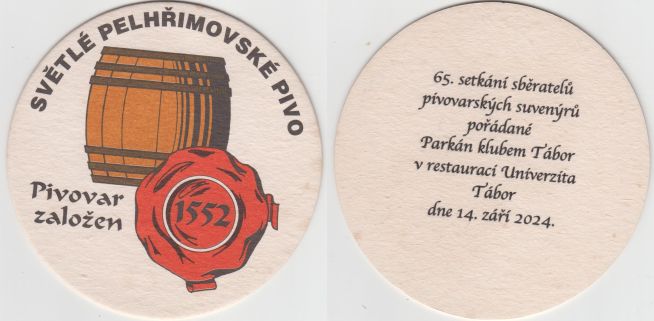 SVĚTLÉ PELHŘIMOVSKÉ PIVO
Pivovar
založen
1552
65. setkání sběratelů
pivovarských suvenýrů
pořádané
Parkán klubem Tábor
v restauraci Univerzita
Tábor
dne 14. září 2024.